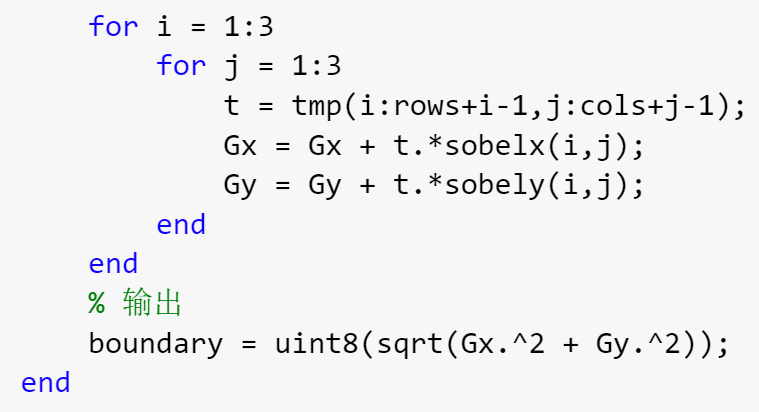 for i = 1:3
for j = 1:3
t = tmp(i:rows+i-1,j:cols+j-1);
Gx = Gx + t.*sobelx(i,j);
Gy = Gy + t.*sobely(i,j);
end
end
% 输出
boundary = uint8(sqrt(Gx.^2 + Gy.^2));
end